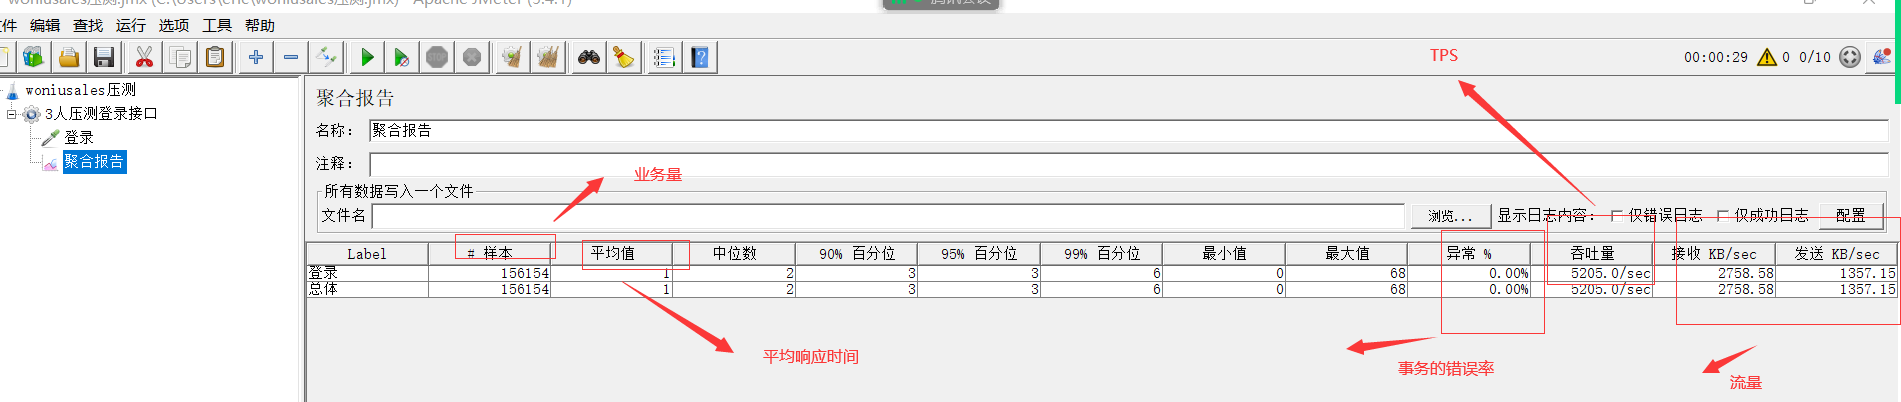 woniusales压测.jmx (C:\Users\eric\woniusales压测.jmx) - Apache JMeter (5.4.1)
腾讯会议
文件 编辑 查找 运行 选项 工具 帮助
TPS
00:00:29 0 0/10
woniusales压测
3人压测登录接口
登录
聚合报告
聚合报告
名称： 聚合报告
注释：
业务量
所有数据写入一个文件
文件名 浏览... 显示日志内容： 仅错误日志 仅成功日志 配置
Label # 样本 平均值 中位数 90% 百分位 95% 百分位 99% 百分位 最小值 最大值 异常 % 吞吐量 接收 KB/sec 发送 KB/sec
登录 156154 1 2 3 3 6 0 68 0.00% 5205.0/sec 2758.58 1357.15
总体 156154 1 2 3 3 6 0 68 0.00% 5205.0/sec 2758.58 1357.15
平均响应时间
事务的错误率
流量